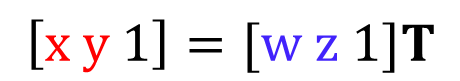 [x y 1] = [w z 1]T